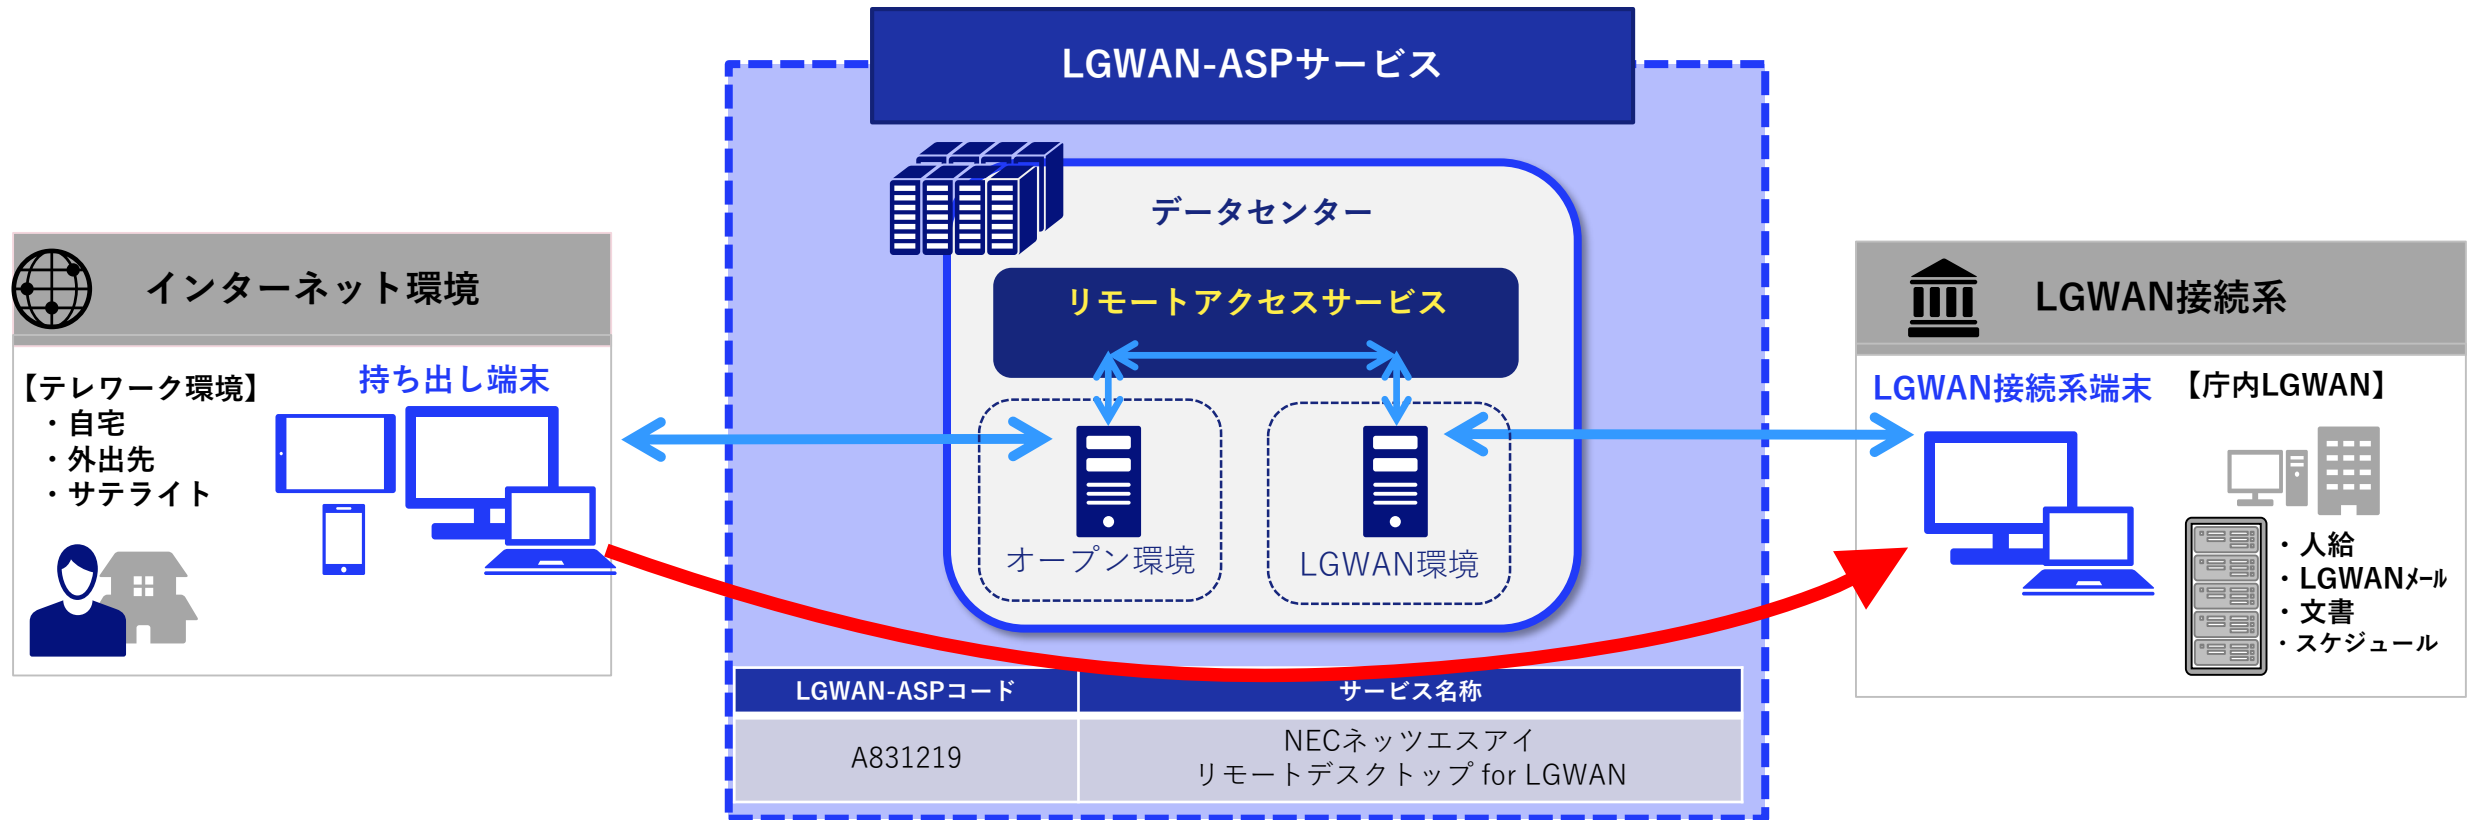 LGWAN-ASPサービス
データセンター
リモートアクセスサービス
オープン環境
LGWAN環境
インターネット環境
【テレワーク環境】
・自宅
・外出先
・サテライト
持ち出し端末
LGWAN接続系
LGWAN接続系端末
【庁内LGWAN】
・人給
・LGWANメール
・文書
・スケジュール
LGWAN-ASPコード
サービス名称
A831219
NECネッツエスアイ
リモートデスクトップ for LGWAN